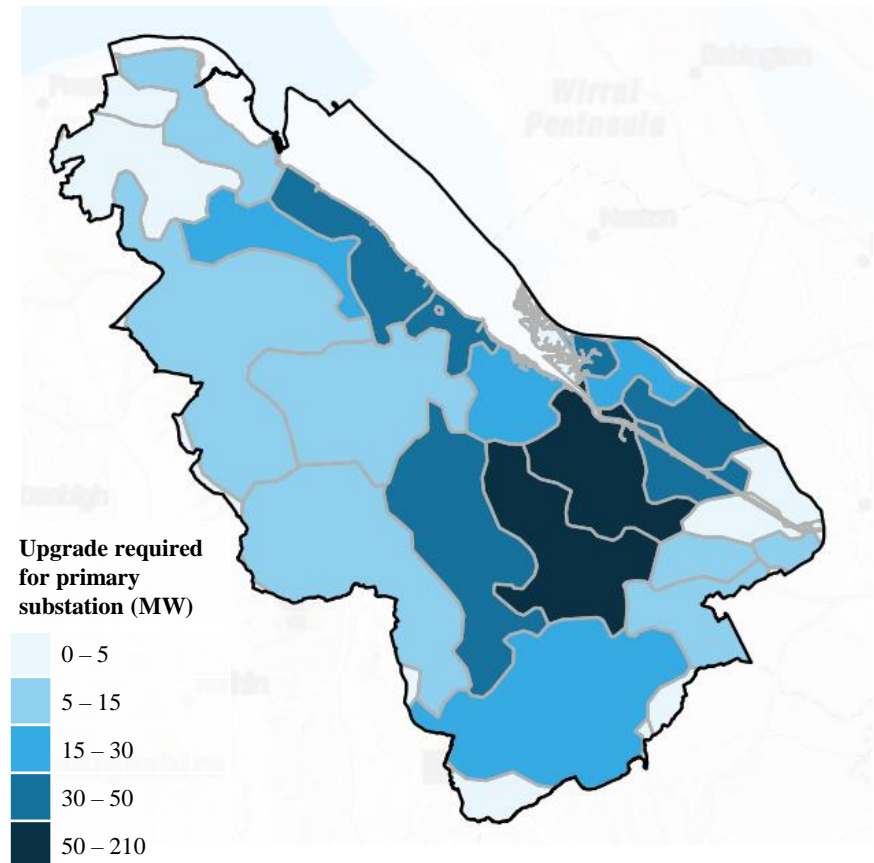 Wirral
Peninsula
Neston
Upgrade required
for primary
substation (MW)
0 – 5
5 – 15
15 – 30
30 – 50
50 – 210